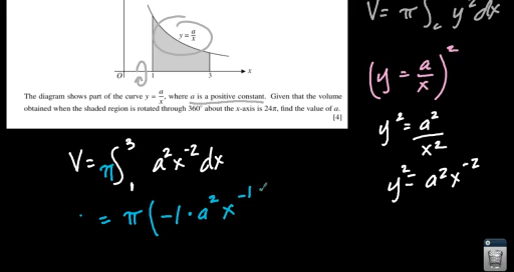 V = π∫ y² dx
y = a/x
O 1 3 x
The diagram shows part of the curve y = a/x, where a is a positive constant. Given that the volume
obtained when the shaded region is rotated through 360° about the x-axis is 24π, find the value of a.
[4]
(y = a/x)²
y² = a²/x²
y² = a²x⁻²
V = π∫₁³ a²x⁻² dx
= π(-1·a²x⁻¹